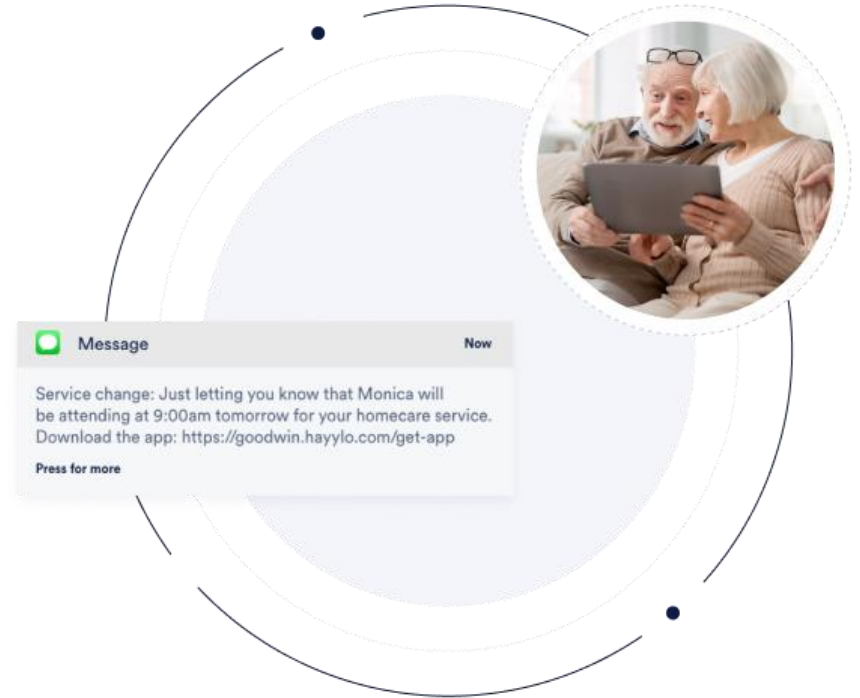 Message
Now
Service change: Just letting you know that Monica will
be attending at 9:00am tomorrow for your homecare service.
Download the app: https://goodwin.hayylo.com/get-app
Press for more